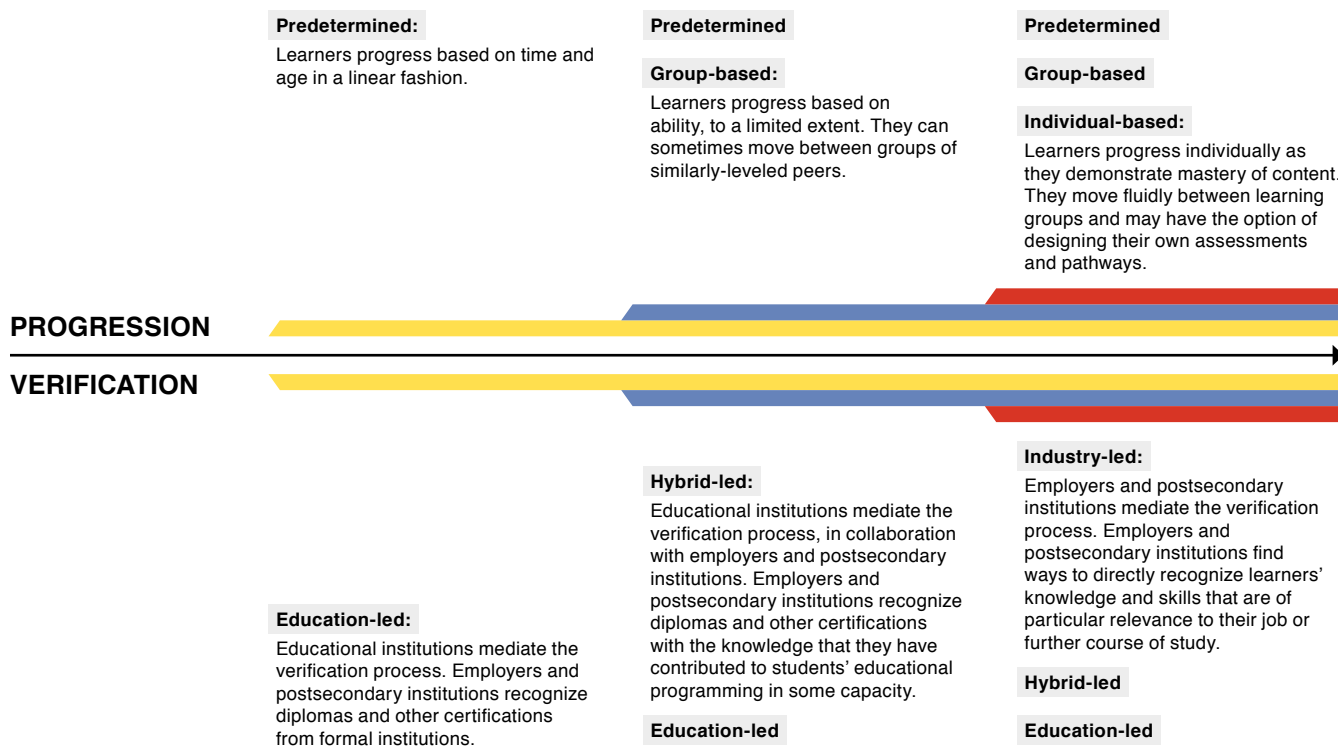 Predetermined:
Learners progress based on time and
age in a linear fashion.
Predetermined
Group-based:
Learners progress based on
ability, to a limited extent. They can
sometimes move between groups of
similarly-leveled peers.
Predetermined
Group-based
Individual-based:
Learners progress individually as
they demonstrate mastery of content.
They move fluidly between learning
groups and may have the option of
designing their own assessments
and pathways.
PROGRESSION
VERIFICATION
Education-led:
Educational institutions mediate the
verification process. Employers and
postsecondary institutions recognize
diplomas and other certifications
from formal institutions.
Hybrid-led:
Educational institutions mediate the
verification process, in collaboration
with employers and postsecondary
institutions. Employers and
postsecondary institutions recognize
diplomas and other certifications
with the knowledge that they have
contributed to students’ educational
programming in some capacity.
Education-led
Industry-led:
Employers and postsecondary
institutions mediate the verification
process. Employers and
postsecondary institutions find
ways to directly recognize learners’
knowledge and skills that are of
particular relevance to their job or
further course of study.
Hybrid-led
Education-led